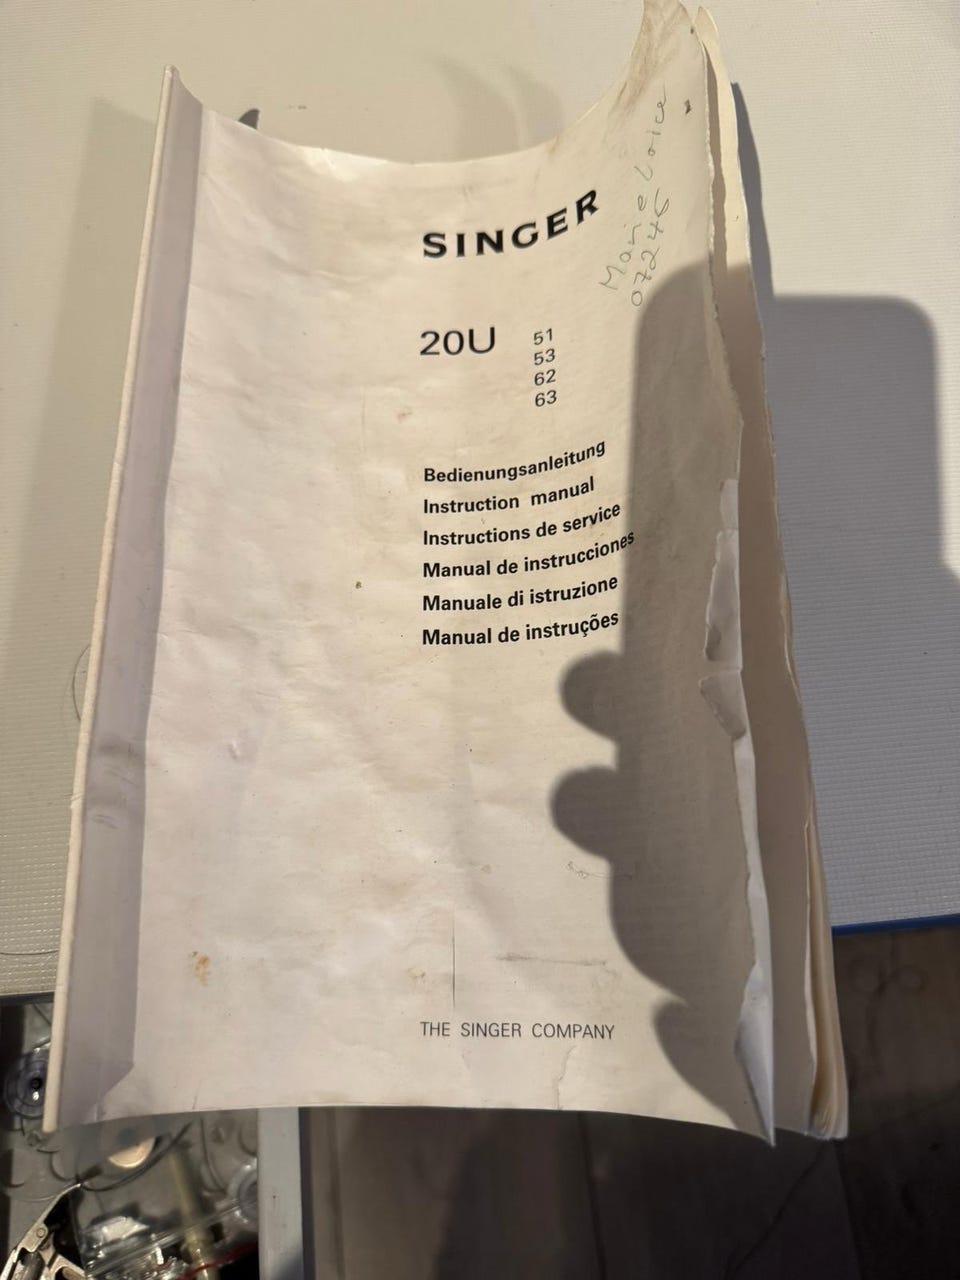 SINGER
20U 51
53
62
63
Bedienungsanleitung
Instruction manual
Instructions de service
Manual de instrucciones
Manuale di istruzione
Manual de instruções
THE SINGER COMPANY
07246